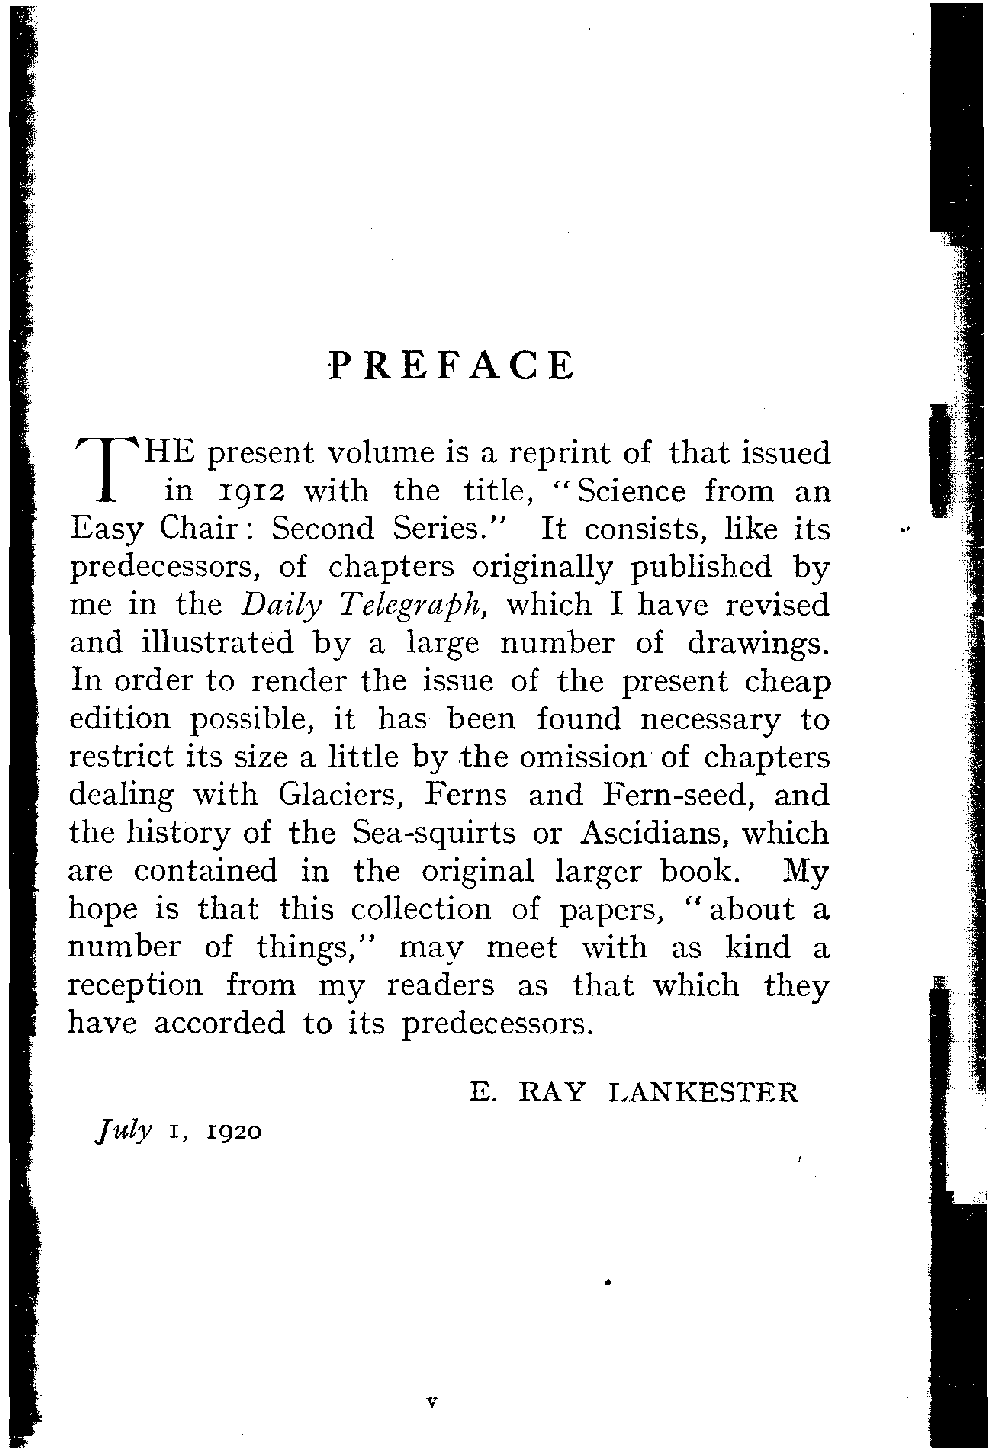 PREFACE
THE present volume is a reprint of that issued
in 1912 with the title, “Science from an
Easy Chair: Second Series.” It consists, like its
predecessors, of chapters originally published by
me in the Daily Telegraph, which I have revised
and illustrated by a large number of drawings.
In order to render the issue of the present cheap
edition possible, it has been found necessary to
restrict its size a little by the omission of chapters
dealing with Glaciers, Ferns and Fern-seed, and
the history of the Sea-squirts or Ascidians, which
are contained in the original larger book. My
hope is that this collection of papers, “about a
number of things,” may meet with as kind a
reception from my readers as that which they
have accorded to its predecessors.
E. RAY LANKESTER
July 1, 1920
v